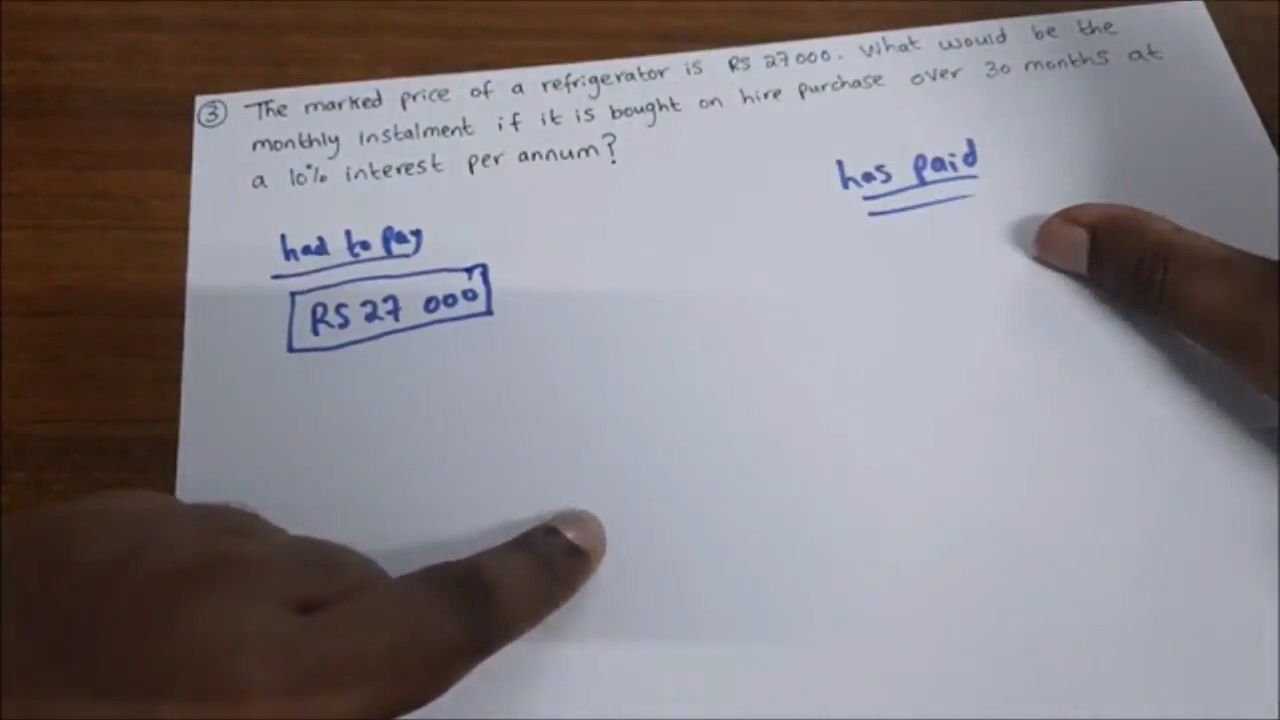 ③ The marked price of a refrigerator is RS 27000. What would be the
monthly instalment if it is bought on hire purchase over 30 months at
a 10% interest per annum?
has paid
had to pay
RS 27 000